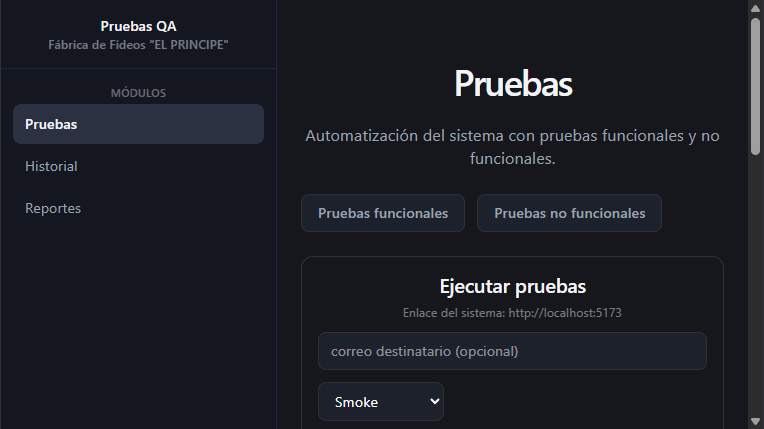 Pruebas QA
Fábrica de Fideos "EL PRINCIPE"
MÓDULOS
Pruebas
Historial
Reportes
Pruebas
Automatización del sistema con pruebas funcionales y no
funcionales.
Pruebas funcionales
Pruebas no funcionales
Ejecutar pruebas
Enlace del sistema: http://localhost:5173
correo destinatario (opcional)
Smoke